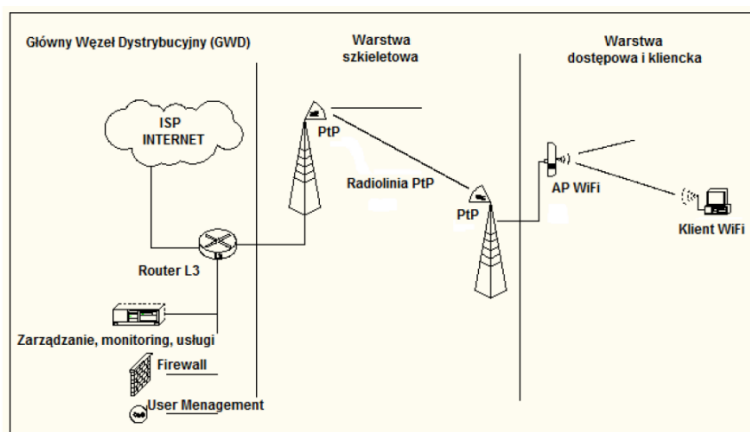 Główny Węzeł Dystrybucyjny (GWD)
Warstwa
szkieletowa
Warstwa
dostępowa i kliencka
ISP
INTERNET
PtP
Radiolinia PtP
PtP
AP WiFi
Klient WiFi
Router L3
L3
Zarządzanie, monitoring, usługi
Firewall
User Menagement